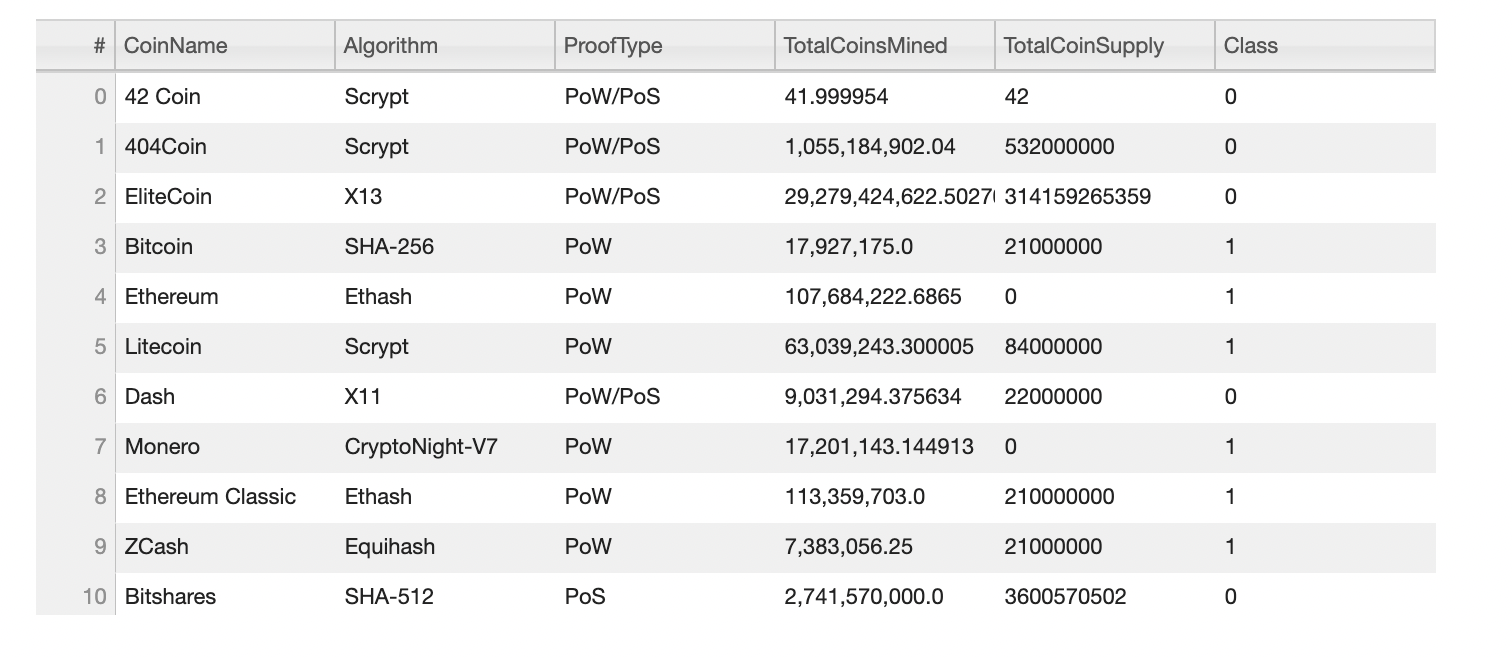 # CoinName Algorithm ProofType TotalCoinsMined TotalCoinSupply Class
0 42 Coin Scrypt PoW/PoS 41.999954 42 0
1 404Coin Scrypt PoW/PoS 1,055,184,902.04 532000000 0
2 EliteCoin X13 PoW/PoS 29,279,424,622.5027 314159265359 0
3 Bitcoin SHA-256 PoW 17,927,175.0 21000000 1
4 Ethereum Ethash PoW 107,684,222.6865 0 1
5 Litecoin Scrypt PoW 63,039,243.300005 84000000 1
6 Dash X11 PoW/PoS 9,031,294.375634 22000000 0
7 Monero CryptoNight-V7 PoW 17,201,143.144913 0 1
8 Ethereum Classic Ethash PoW 113,359,703.0 210000000 1
9 ZCash Equihash PoW 7,383,056.25 21000000 1
10 Bitshares SHA-512 PoS 2,741,570,000.0 3600570502 0